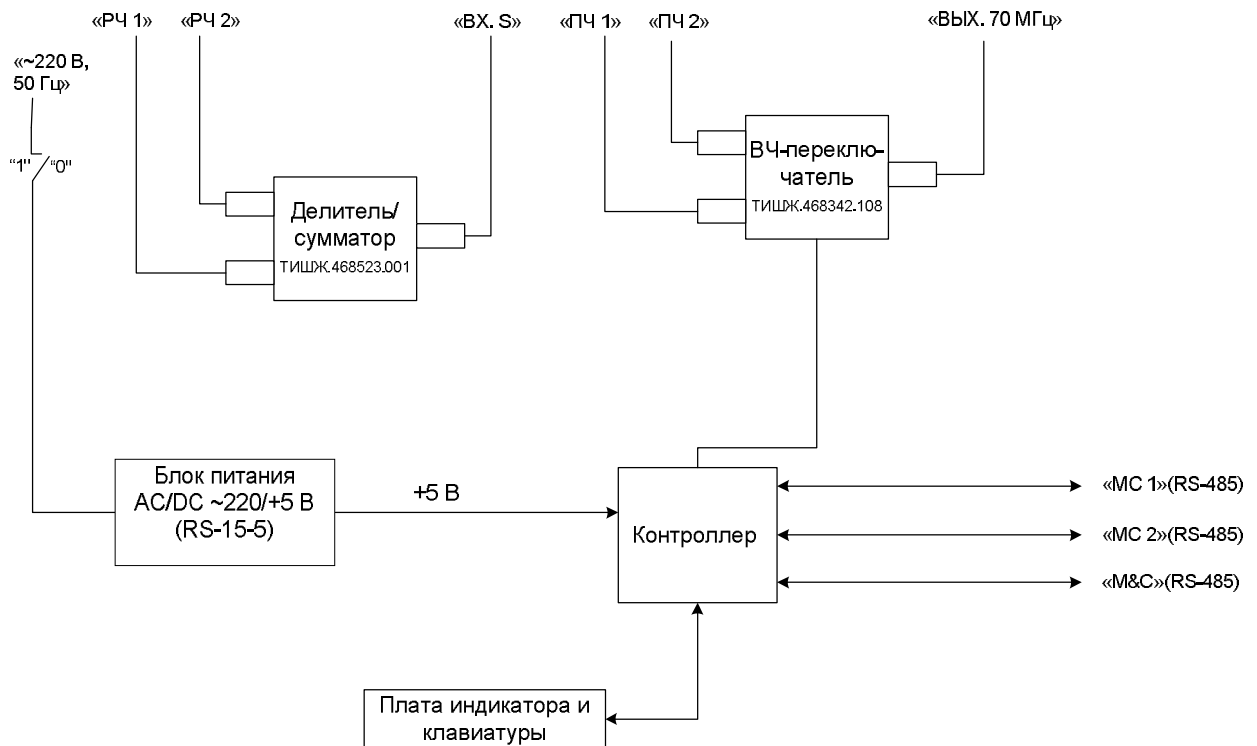 «РЧ 1» «РЧ 2» «ВХ. S» «ПЧ 1» «ПЧ 2» «ВЫХ. 70 МГц»
«~220 В,
50 Гц»
"1" "0"
Делитель/
сумматор
ТИШЖ.468523.001
ВЧ-переклю-
чатель
ТИШЖ.468342.108
Блок питания
AC/DC ~220/+5 В
(RS-15-5)
+5 В
Контроллер
«МС 1»(RS-485)
«МС 2»(RS-485)
«M&C»(RS-485)
Плата индикатора и
клавиатуры